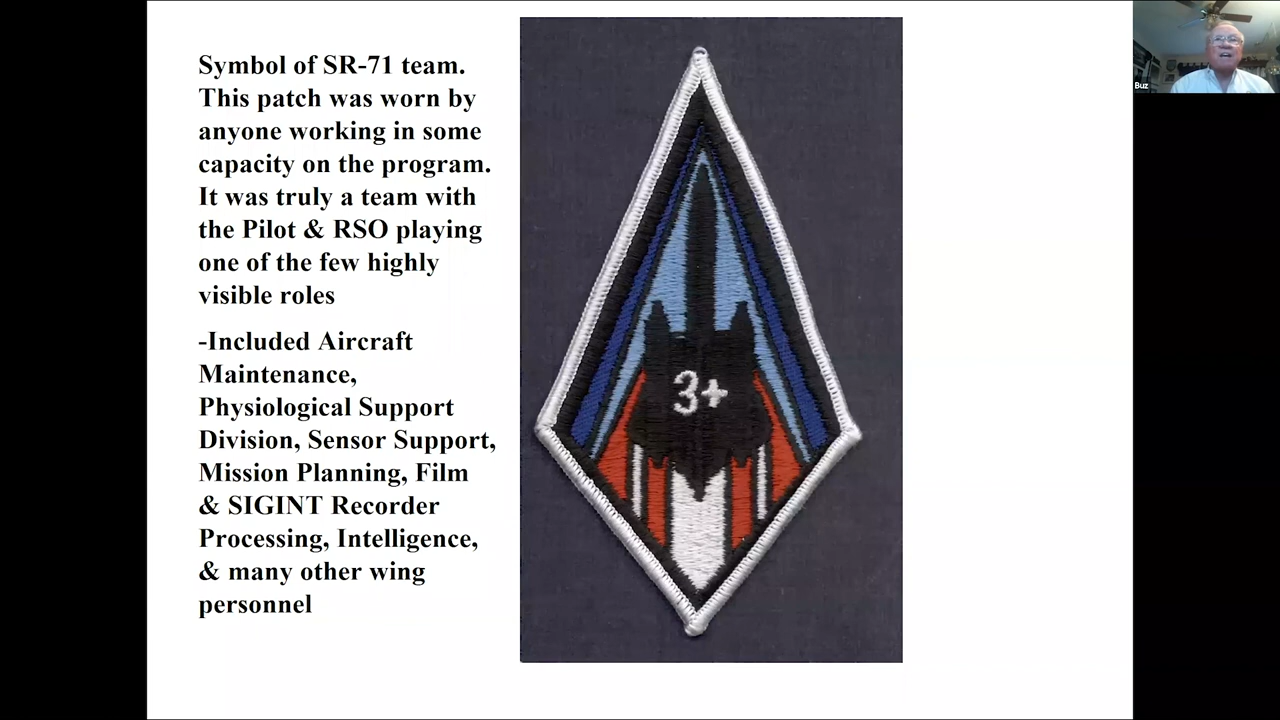 Symbol of SR-71 team.
This patch was worn by
anyone working in some
capacity on the program.
It was truly a team with
the Pilot & RSO playing
one of the few highly
visible roles
-Included Aircraft
Maintenance,
Physiological Support
Division, Sensor Support,
Mission Planning, Film
& SIGINT Recorder
Processing, Intelligence,
& many other wing
personnel
3+
Buz